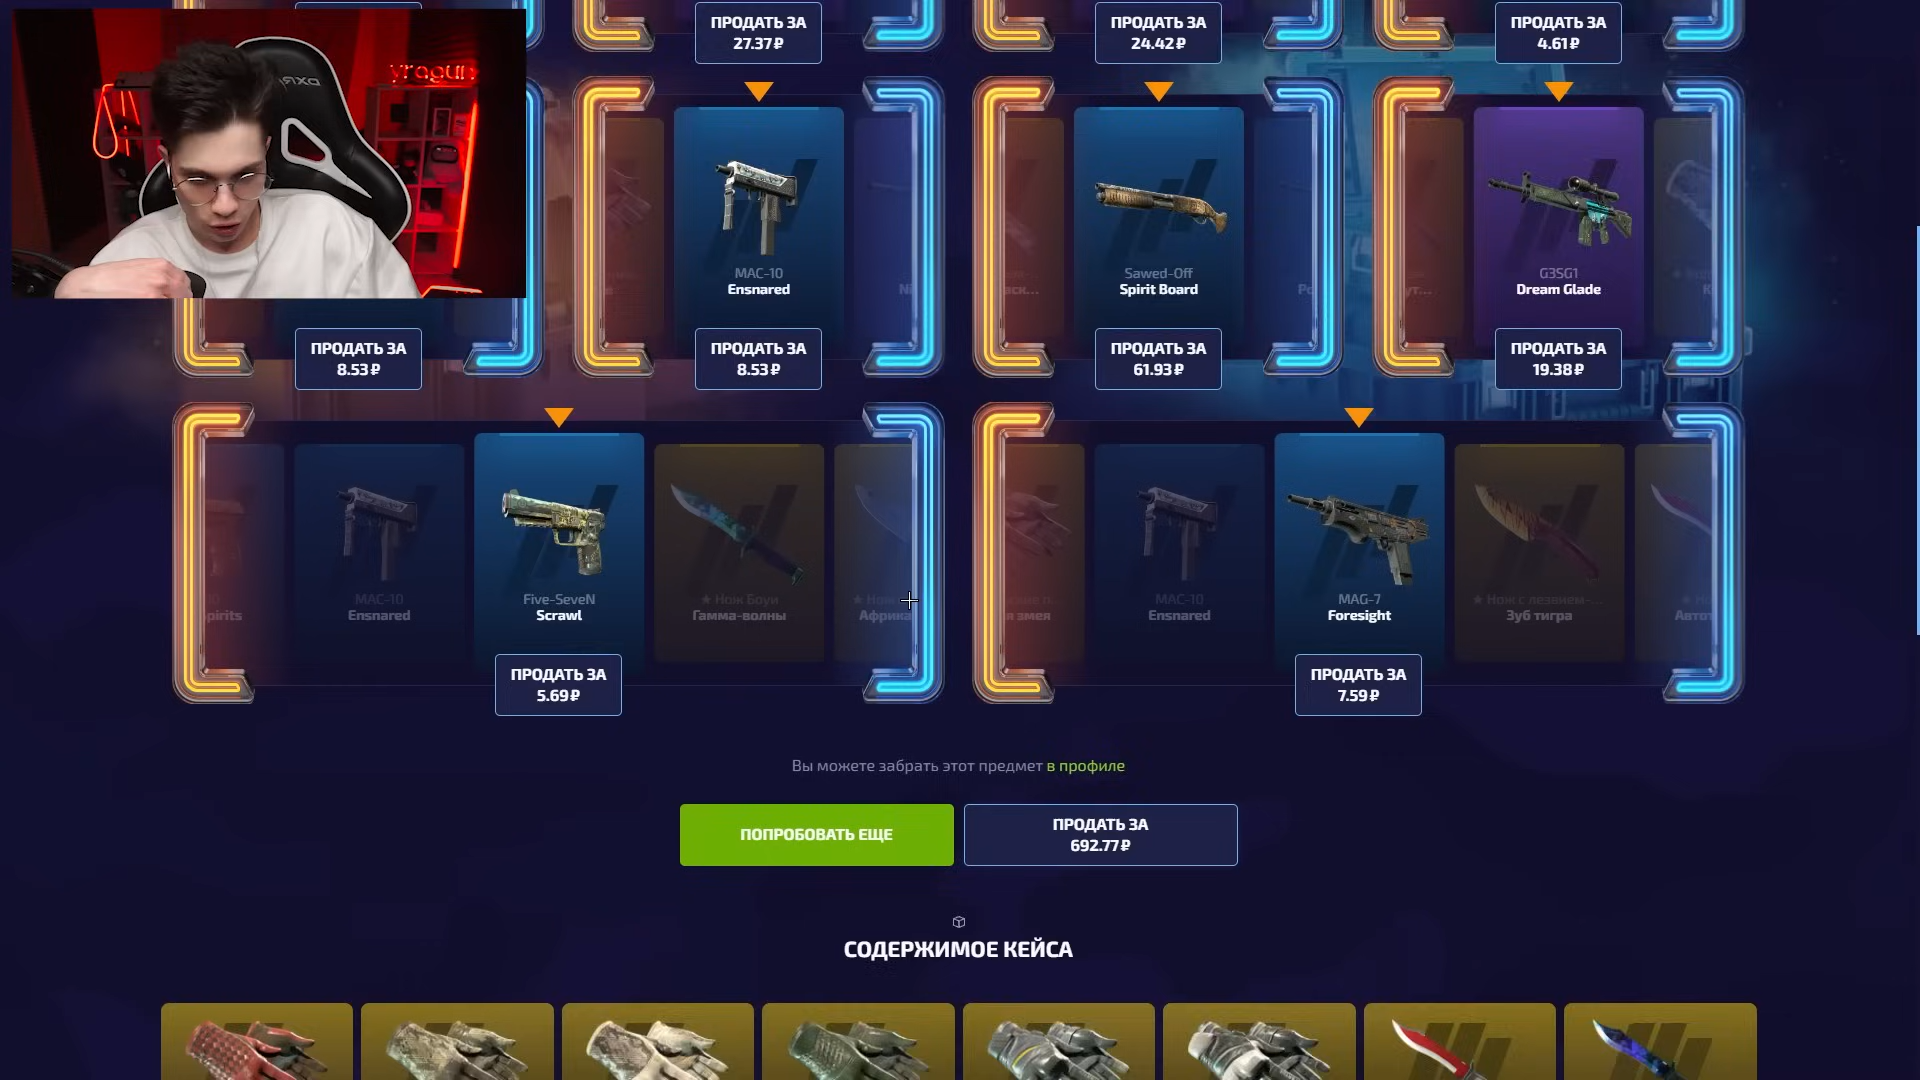 ПРОДАТЬ ЗА
27.37₽
ПРОДАТЬ ЗА
24.42₽
ПРОДАТЬ ЗА
4.61₽
yragun
MAC-10
Ensnared
Sawed-Off
Spirit Board
G3SG1
Dream Glade
ПРОДАТЬ ЗА
8.53₽
ПРОДАТЬ ЗА
8.53₽
ПРОДАТЬ ЗА
61.93₽
ПРОДАТЬ ЗА
19.38₽
MAC-10
Ensnared
Five-SeveN
Scrawl
★ Нож Боуи
Гамма-волны
MAC-10
Ensnared
MAG-7
Foresight
★ Нож с лезвием-...
Зуб тигра
ПРОДАТЬ ЗА
5.69₽
ПРОДАТЬ ЗА
7.59₽
Вы можете забрать этот предмет в профиле
ПОПРОБОВАТЬ ЕЩЕ
ПРОДАТЬ ЗА
692.77₽
СОДЕРЖИМОЕ КЕЙСА